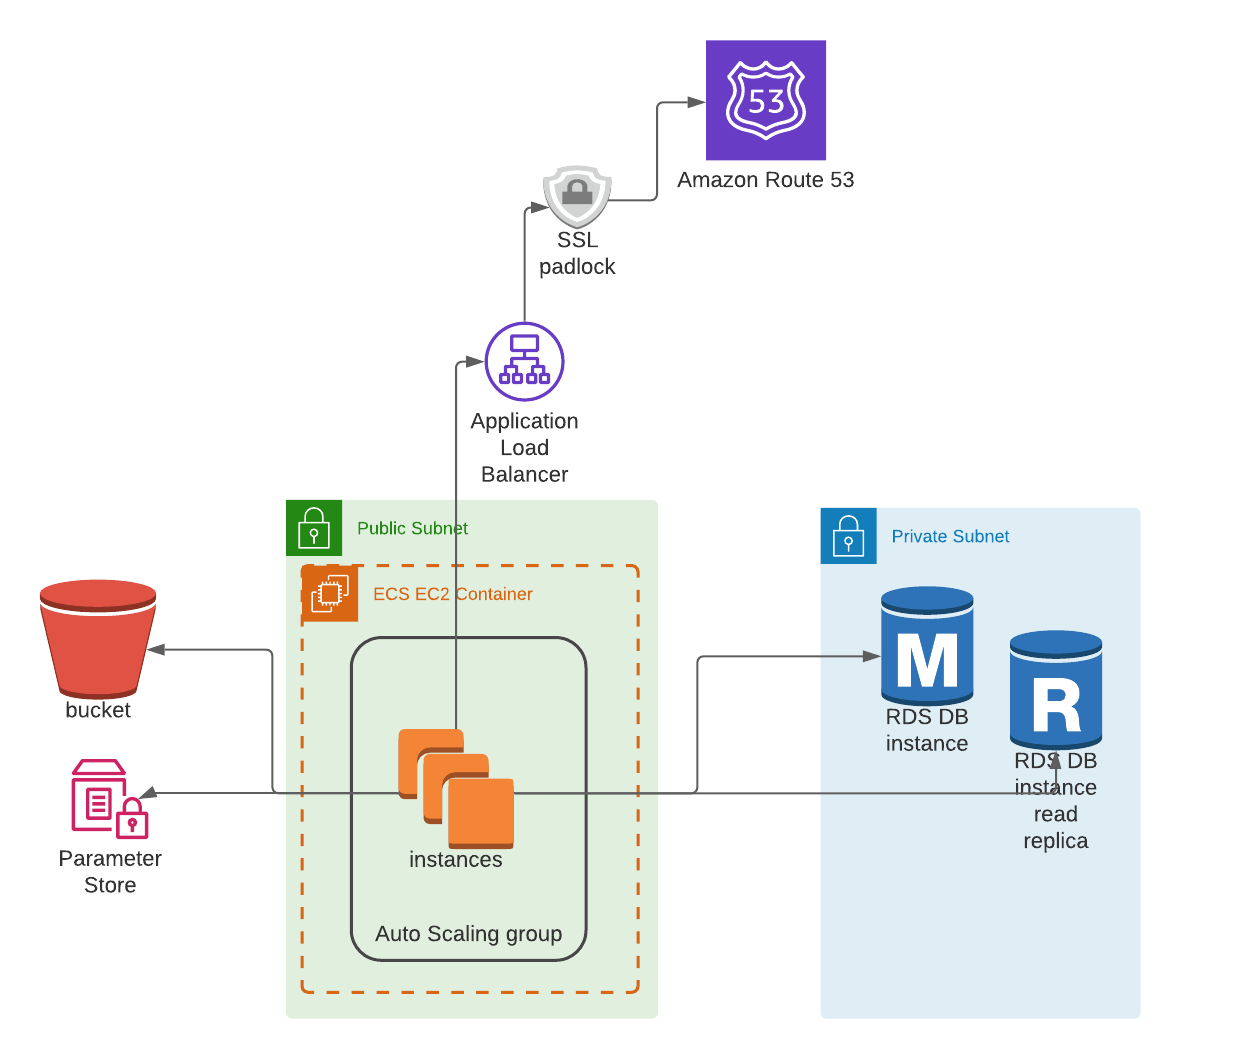 53
Amazon Route 53
SSL
padlock
Application
Load
Balancer
Public Subnet
ECS EC2 Container
instances
Auto Scaling group
bucket
Parameter
Store
Private Subnet
M
RDS DB
instance
R
RDS DB
instance
read
replica